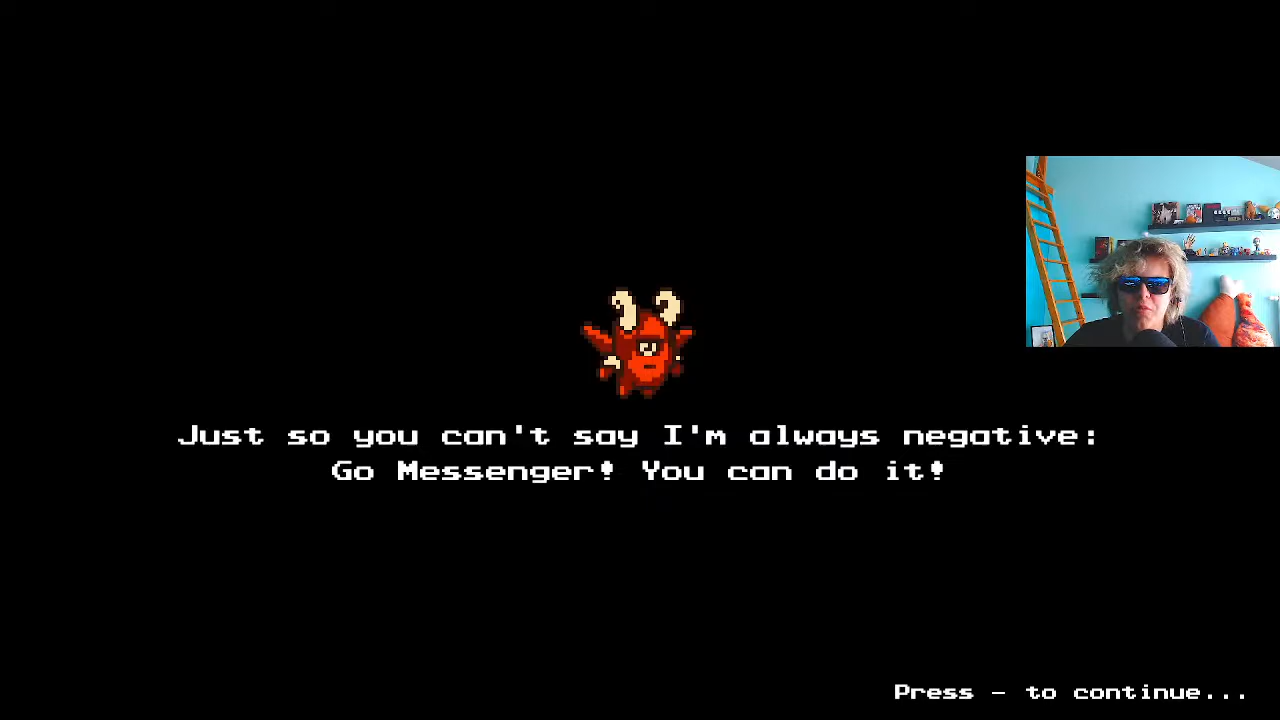 Just so you can't say I'm always negative:
Go Messenger! You can do it!
Press - to continue...